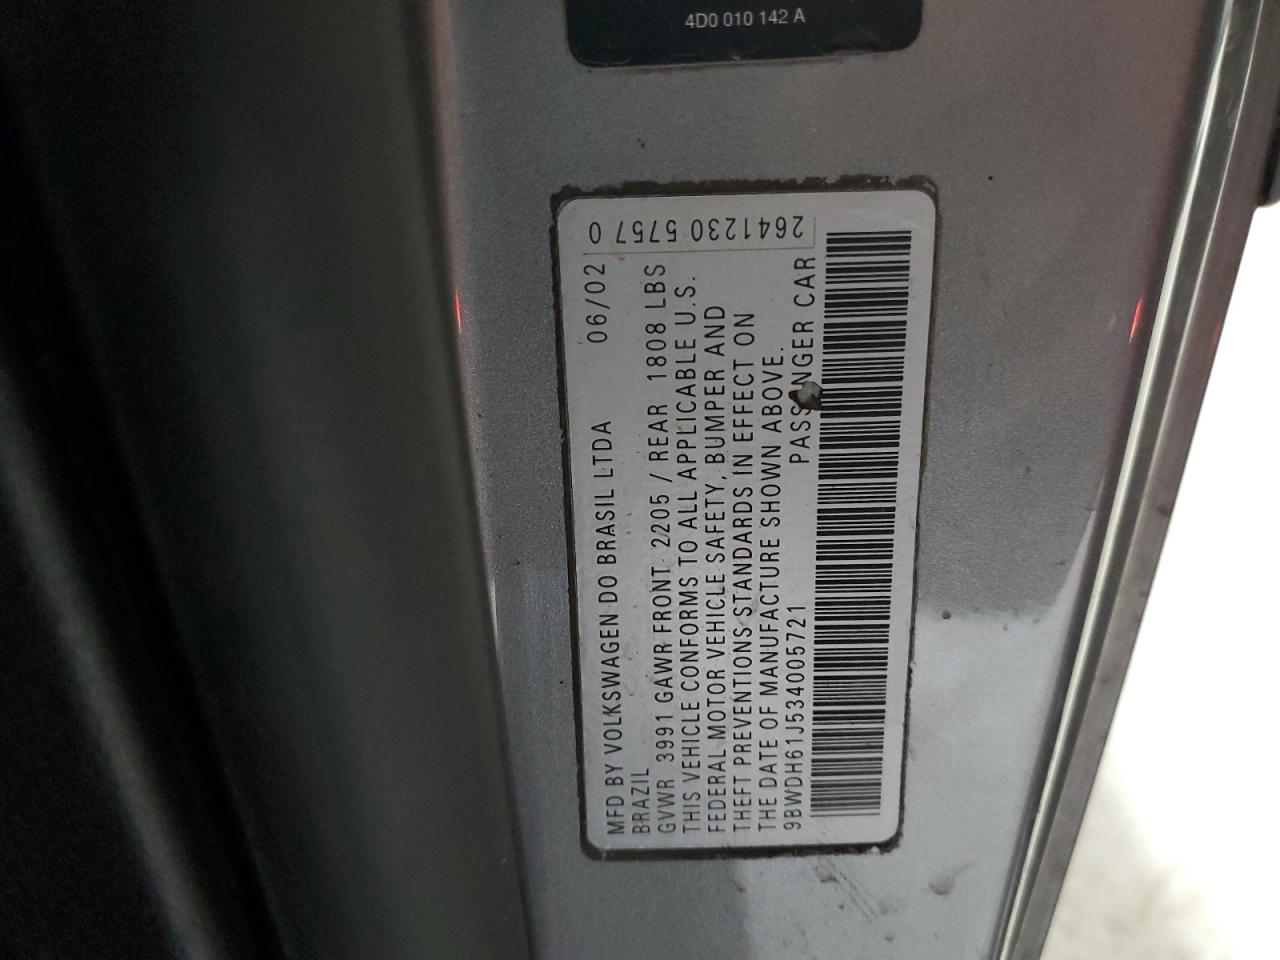 4D0 010 142 A
MFD BY VOLKSWAGEN DO BRASIL LTDA 06/02
BRAZIL
GVWR 3991 GAWR FRONT 2205 / REAR 1808 LBS
THIS VEHICLE CONFORMS TO ALL APPLICABLE U.S.
FEDERAL MOTOR VEHICLE SAFETY, BUMPER AND
THEFT PREVENTIONS STANDARDS IN EFFECT ON
THE DATE OF MANUFACTURE SHOWN ABOVE.
9BWDH61J534005721 PASSENGER CAR
2641230 5757 0